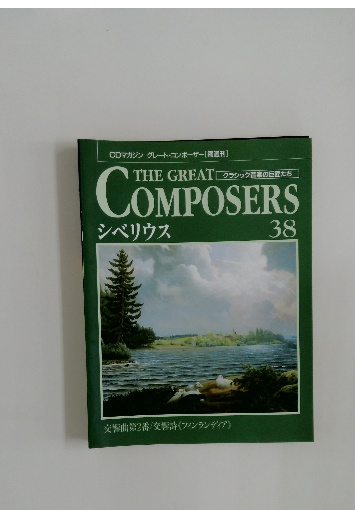 CDマガジン グレート・コンポーザー[隔週刊]
THE GREAT クラシック音楽の巨匠たち
COMPOSERS
シベリウス 38
交響曲第2番/交響詩《フィンランディア》